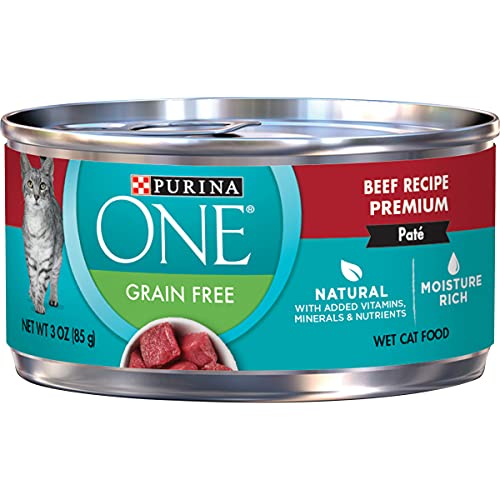 PURINA
ONE®
GRAIN FREE
NET WT 3 OZ (85 g)
BEEF RECIPE
PREMIUM
Paté
NATURAL
WITH ADDED VITAMINS,
MINERALS & NUTRIENTS
MOISTURE
RICH
WET CAT FOOD